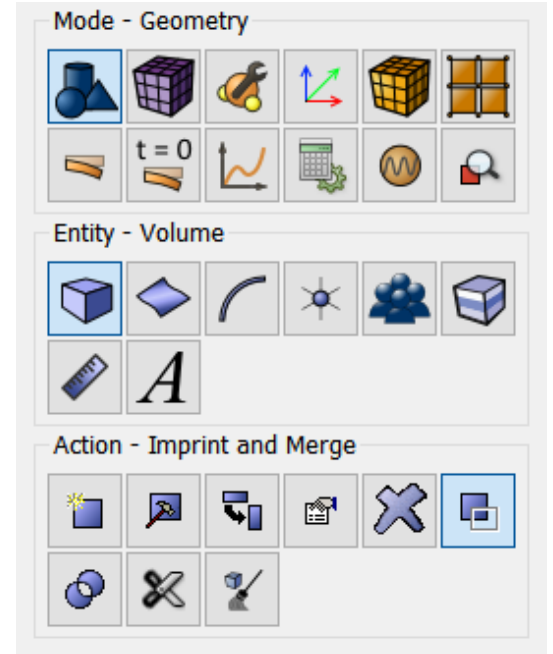 Mode - Geometry
t = 0
Entity - Volume
A
Action - Imprint and Merge